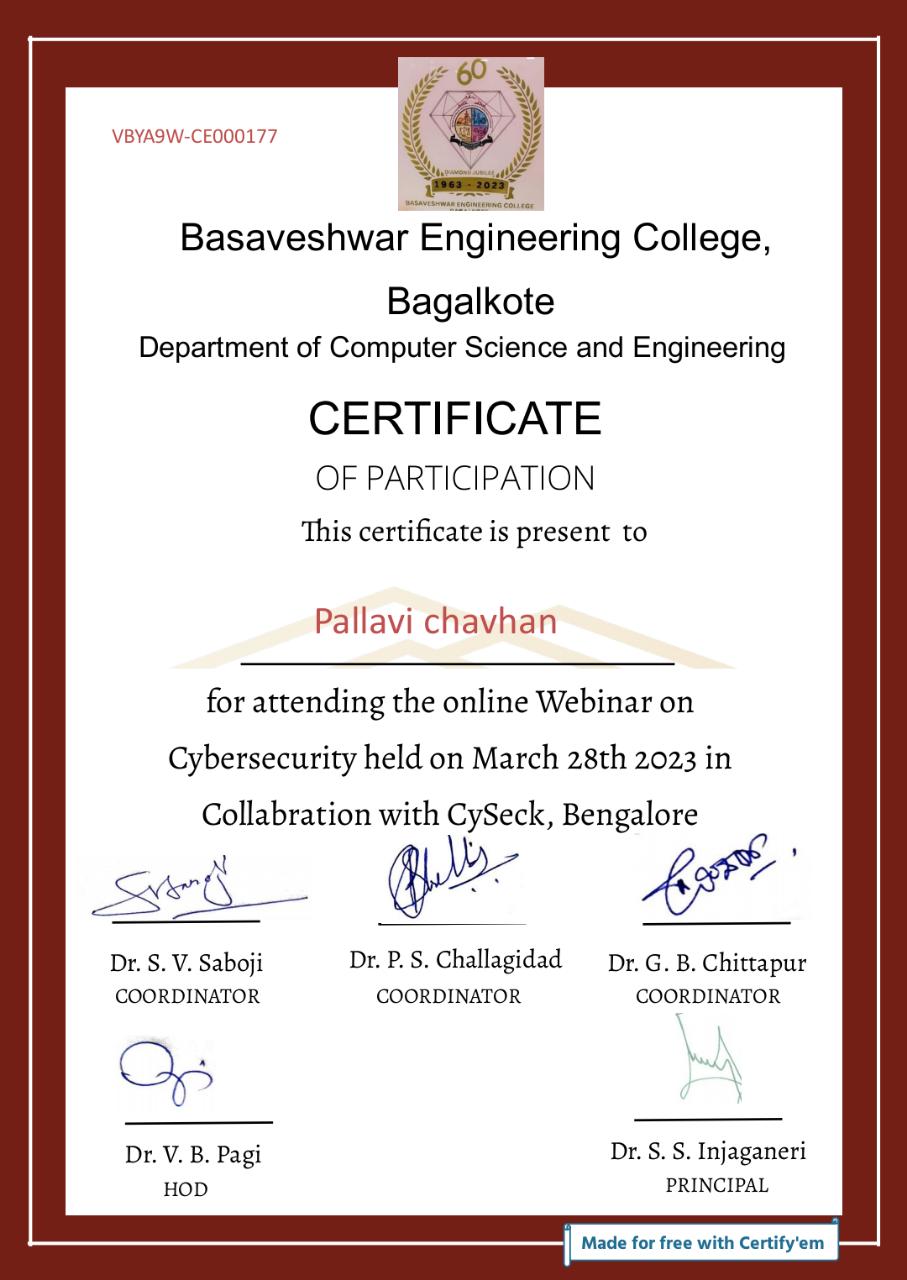 60
DIAMOND JUBILEE
1963 - 2023
BASAVESHWAR ENGINEERING COLLEGE
VBYA9W-CE000177
Basaveshwar Engineering College,
Bagalkote
Department of Computer Science and Engineering
CERTIFICATE
OF PARTICIPATION
This certificate is present to
Pallavi chavhan
for attending the online Webinar on
Cybersecurity held on March 28th 2023 in
Collabration with CySeck, Bengalore
Dr. S. V. Saboji
COORDINATOR
Dr. P. S. Challagidad
COORDINATOR
Dr. G. B. Chittapur
COORDINATOR
Dr. V. B. Pagi
HOD
Dr. S. S. Injaganeri
PRINCIPAL
Made for free with Certify'em